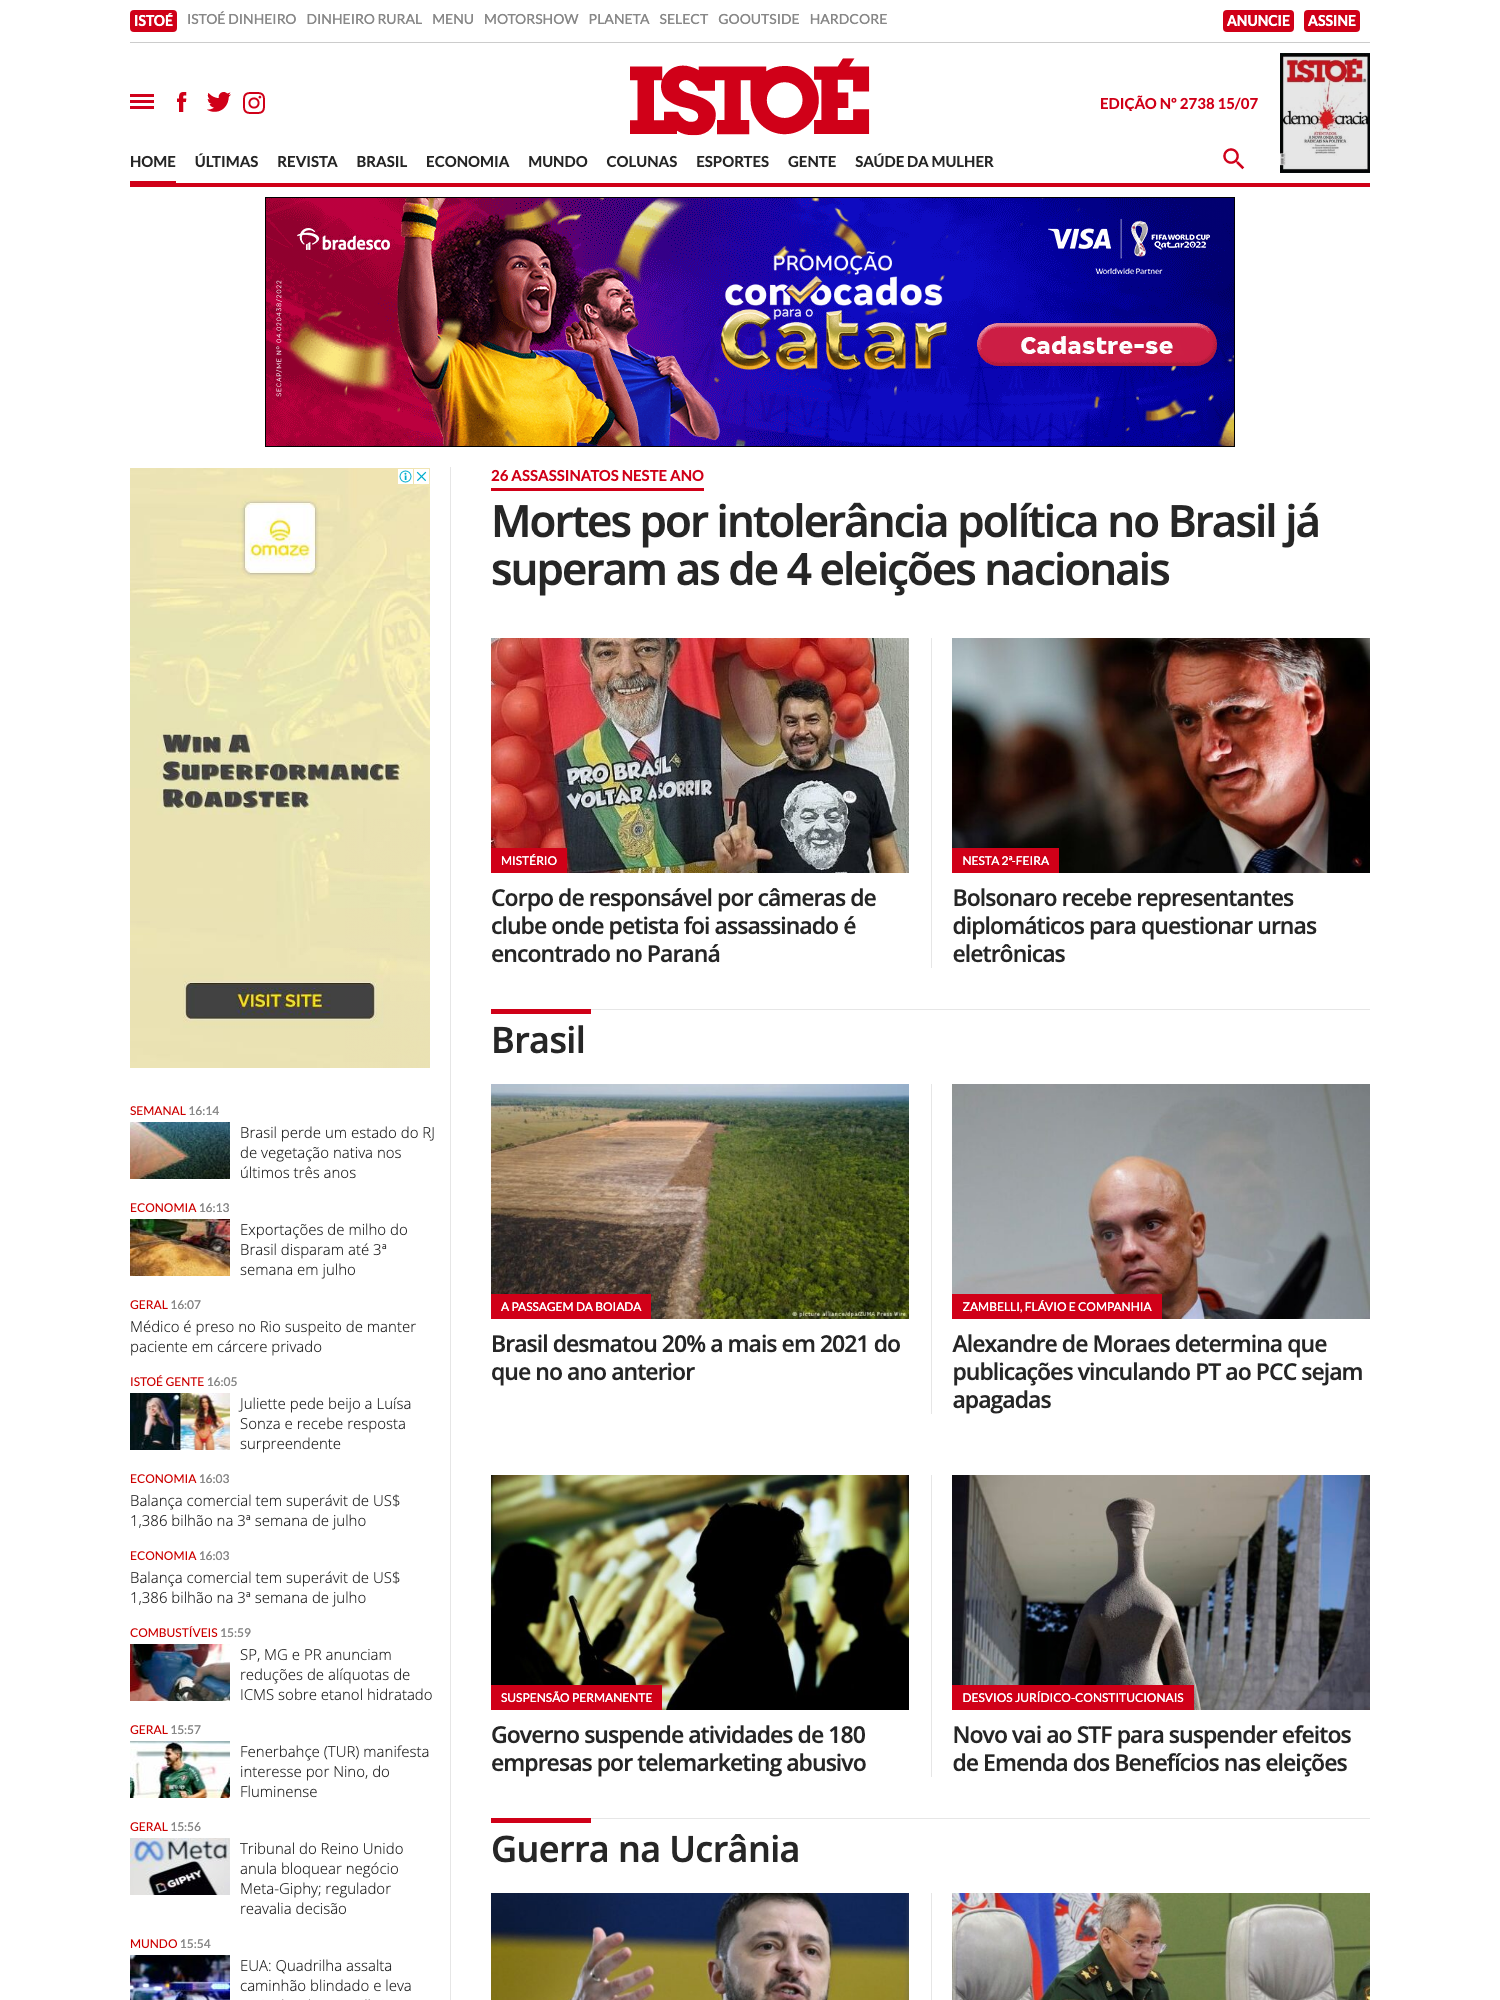 ISTOÉ ISTOÉ DINHEIRO DINHEIRO RURAL MENU MOTORSHOW PLANETA SELECT GOOUTSIDE HARDCORE ANUNCIE ASSINE
ISTOÉ
EDIÇÃO Nº 2738 15/07
ISTOÉ
demo cracia
HOME ÚLTIMAS REVISTA BRASIL ECONOMIA MUNDO COLUNAS ESPORTES GENTE SAÚDE DA MULHER
bradesco
SECAP/ME Nº 04.020438/2022
PROMOÇÃO
convocados
para o
Catar
VISA
FIFA WORLD CUP
Qatar2022
Worldwide Partner
Cadastre-se
omaze
WIN A
SUPERFORMANCE
ROADSTER
VISIT SITE
26 ASSASSINATOS NESTE ANO
Mortes por intolerância política no Brasil já
superam as de 4 eleições nacionais
PRO BRASIL
VOLTAR A SORRIR
MISTÉRIO
Corpo de responsável por câmeras de
clube onde petista foi assassinado é
encontrado no Paraná
NESTA 2ª-FEIRA
Bolsonaro recebe representantes
diplomáticos para questionar urnas
eletrônicas
Brasil
© picture alliance/dpa/ZUMA Press Wire
A PASSAGEM DA BOIADA
Brasil desmatou 20% a mais em 2021 do
que no ano anterior
ZAMBELLI, FLÁVIO E COMPANHIA
Alexandre de Moraes determina que
publicações vinculando PT ao PCC sejam
apagadas
SUSPENSÃO PERMANENTE
Governo suspende atividades de 180
empresas por telemarketing abusivo
DESVIOS JURÍDICO-CONSTITUCIONAIS
Novo vai ao STF para suspender efeitos
de Emenda dos Benefícios nas eleições
Guerra na Ucrânia
SEMANAL 16:14
Brasil perde um estado do RJ
de vegetação nativa nos
últimos três anos
ECONOMIA 16:13
Exportações de milho do
Brasil disparam até 3ª
semana em julho
GERAL 16:07
Médico é preso no Rio suspeito de manter
paciente em cárcere privado
ISTOÉ GENTE 16:05
Juliette pede beijo a Luísa
Sonza e recebe resposta
surpreendente
ECONOMIA 16:03
Balança comercial tem superávit de US$
1,386 bilhão na 3ª semana de julho
ECONOMIA 16:03
Balança comercial tem superávit de US$
1,386 bilhão na 3ª semana de julho
COMBUSTÍVEIS 15:59
SP, MG e PR anunciam
reduções de alíquotas de
ICMS sobre etanol hidratado
GERAL 15:57
Fenerbahçe (TUR) manifesta
interesse por Nino, do
Fluminense
GERAL 15:56
Meta
GIPHY
Tribunal do Reino Unido
anula bloquear negócio
Meta-Giphy; regulador
reavalia decisão
MUNDO 15:54
EUA: Quadrilha assalta
caminhão blindado e leva